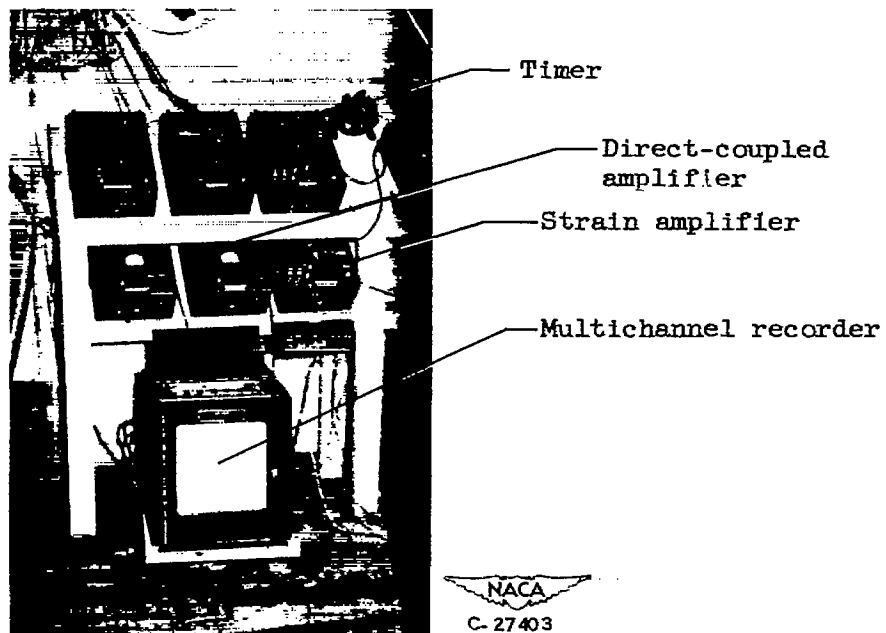 Timer
Direct-coupled
amplifier
Strain amplifier
Multichannel recorder
NACA
C-27403